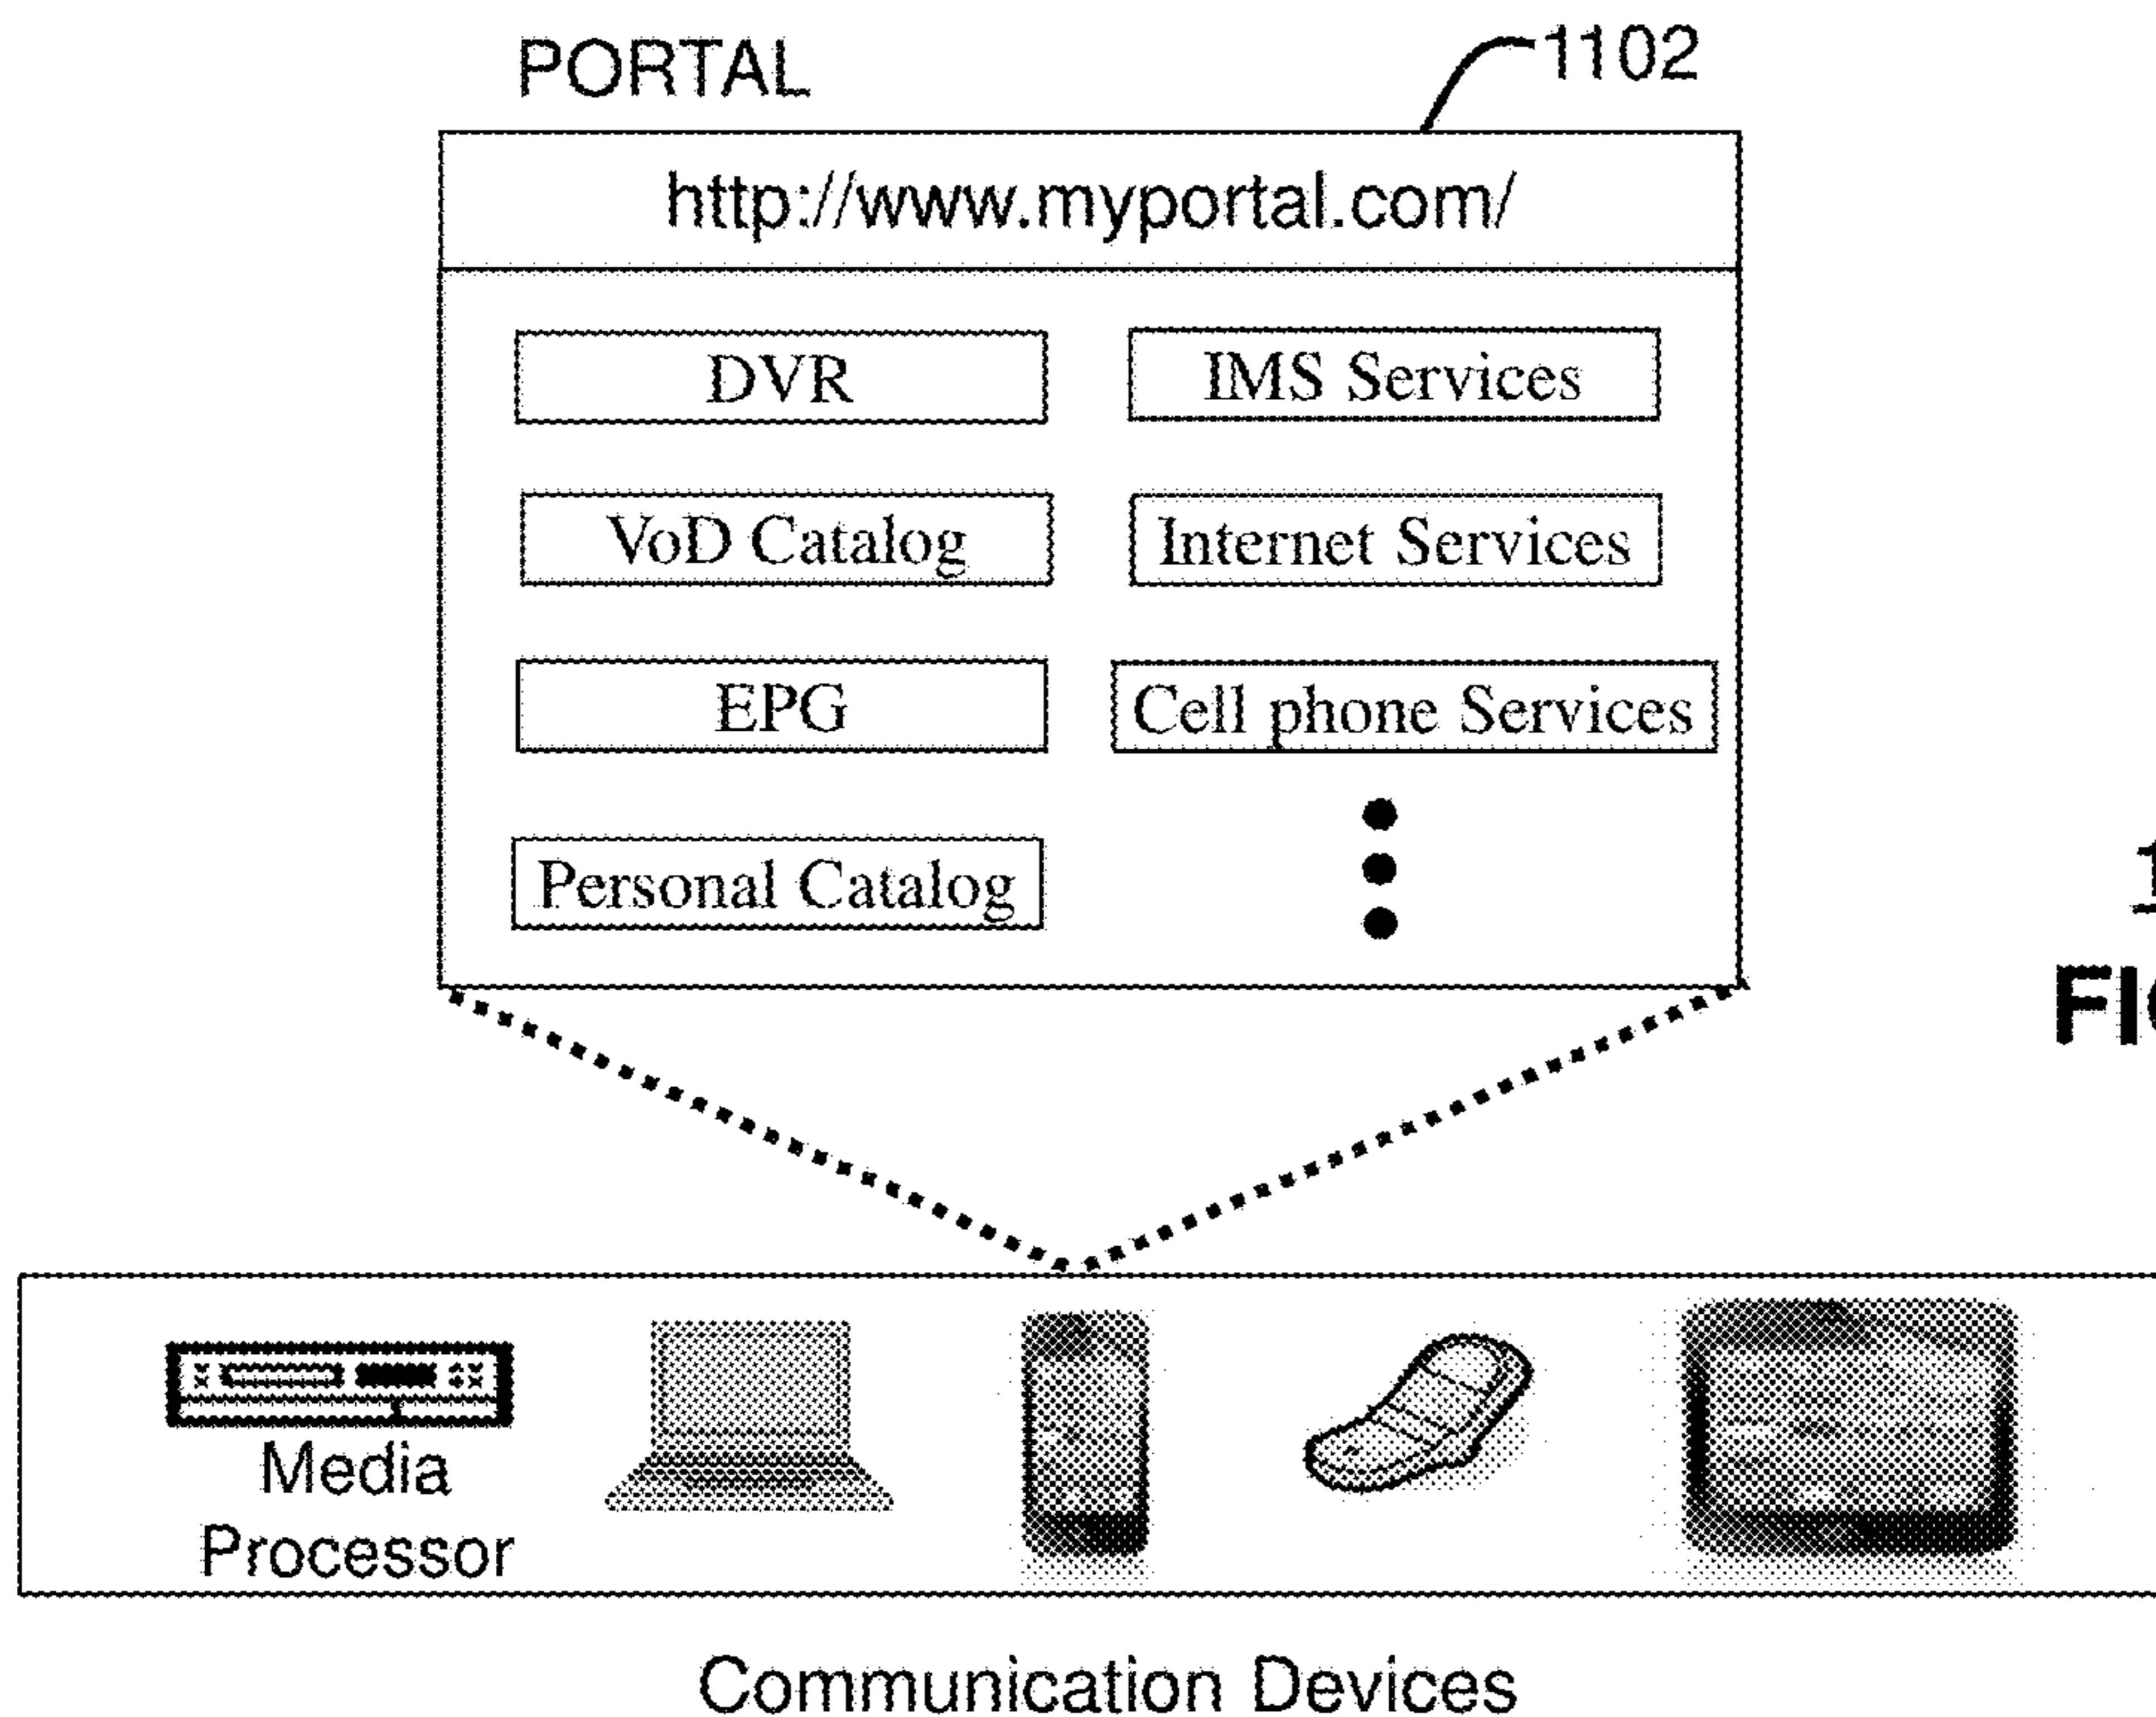 PORTAL
1102
http://www.myportal.com/
DVR
IMS Services
VoD Catalog
Internet Services
EPG
Cell phone Services
Personal Catalog
Media
Processor
Communication Devices